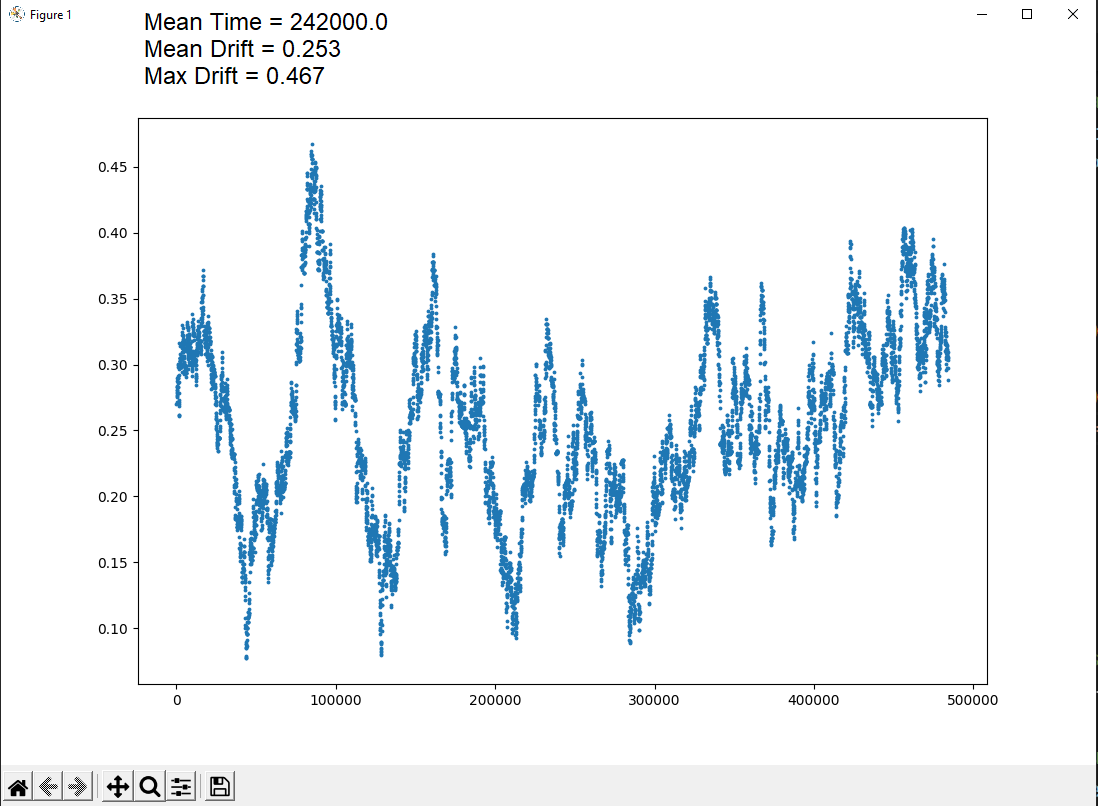 Figure 1
Mean Time = 242000.0
Mean Drift = 0.253
Max Drift = 0.467
0.45
0.40
0.35
0.30
0.25
0.20
0.15
0.10
0 100000 200000 300000 400000 500000